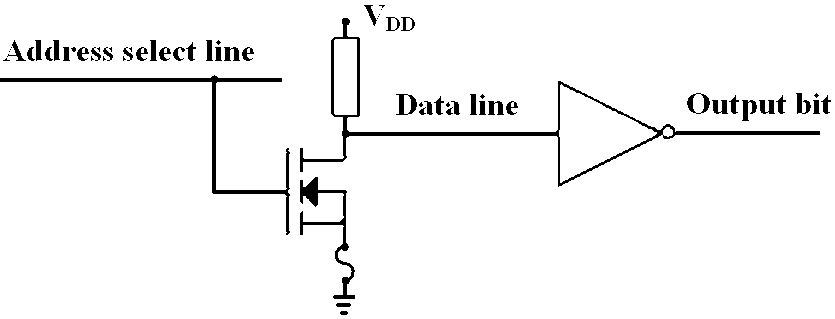 V_DD
Address select line
Data line
Output bit